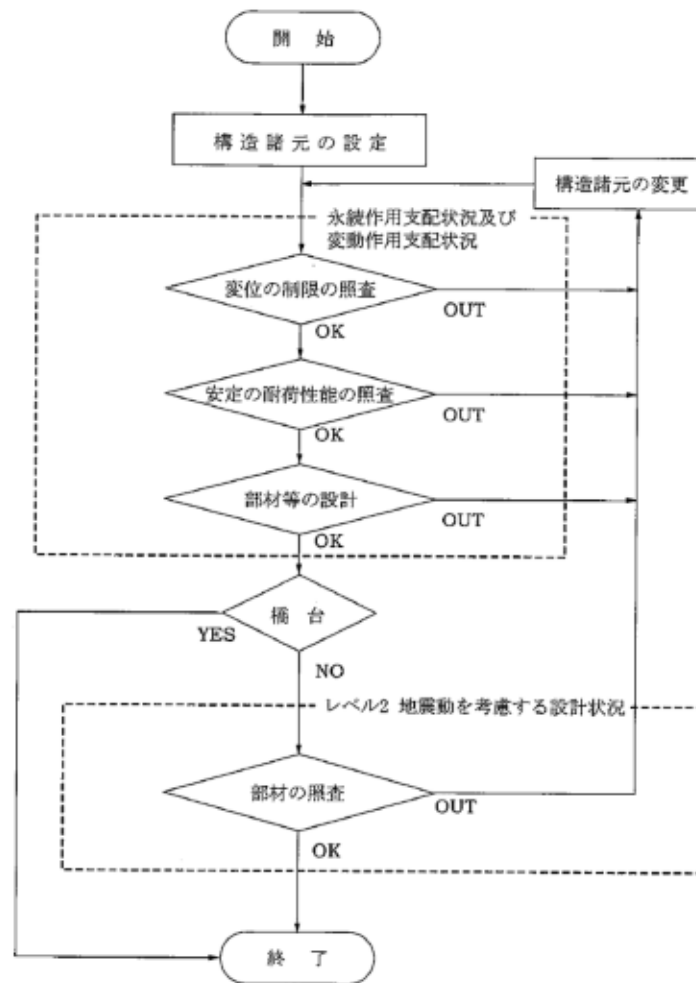 開 始
構造諸元の設定
構造諸元の変更
永続作用支配状況及び
変動作用支配状況
変位の制限の照査
OUT
OK
安定の耐荷性能の照査
OUT
OK
部材等の設計
OUT
OK
橋 台
YES
NO
レベル2 地震動を考慮する設計状況
部材の照査
OUT
OK
終 了